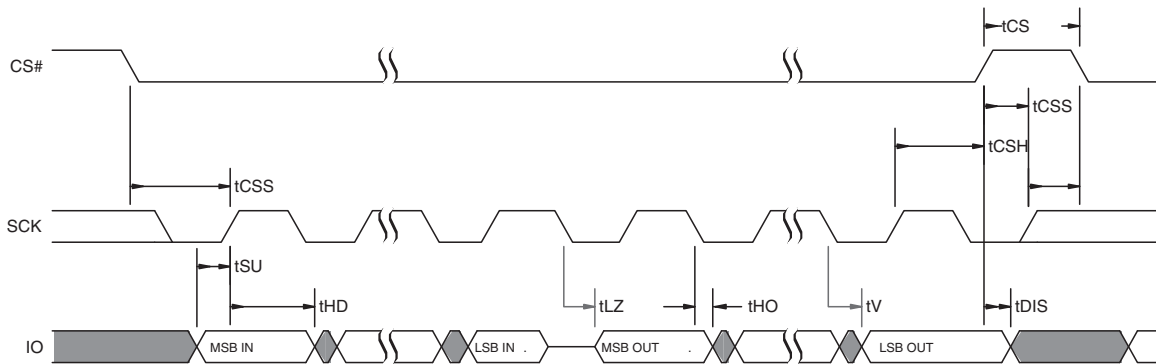 tCS
CS#
tCSS
tCSH
tCSS
SCK
tSU
tHD
tLZ
tHO
tV
tDIS
IO
MSB IN
LSB IN .
MSB OUT .
LSB OUT